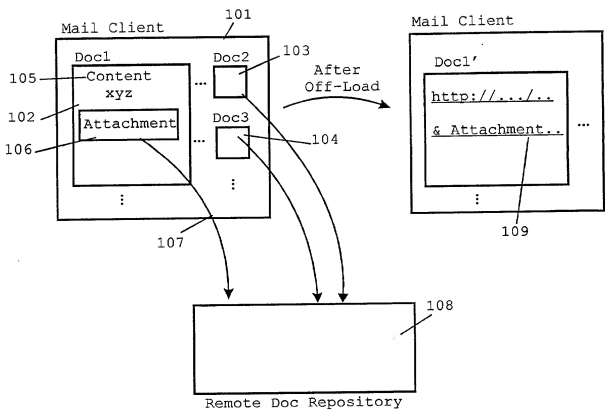 Mail Client
101
Doc1
Doc2
103
105
Content
xyz
...
102
Attachment
106
...
Doc3
104
...
...
107
After
Off-Load
Mail Client
Doc1'
http://.../..
& Attachment..
...
109
...
108
Remote Doc Repository